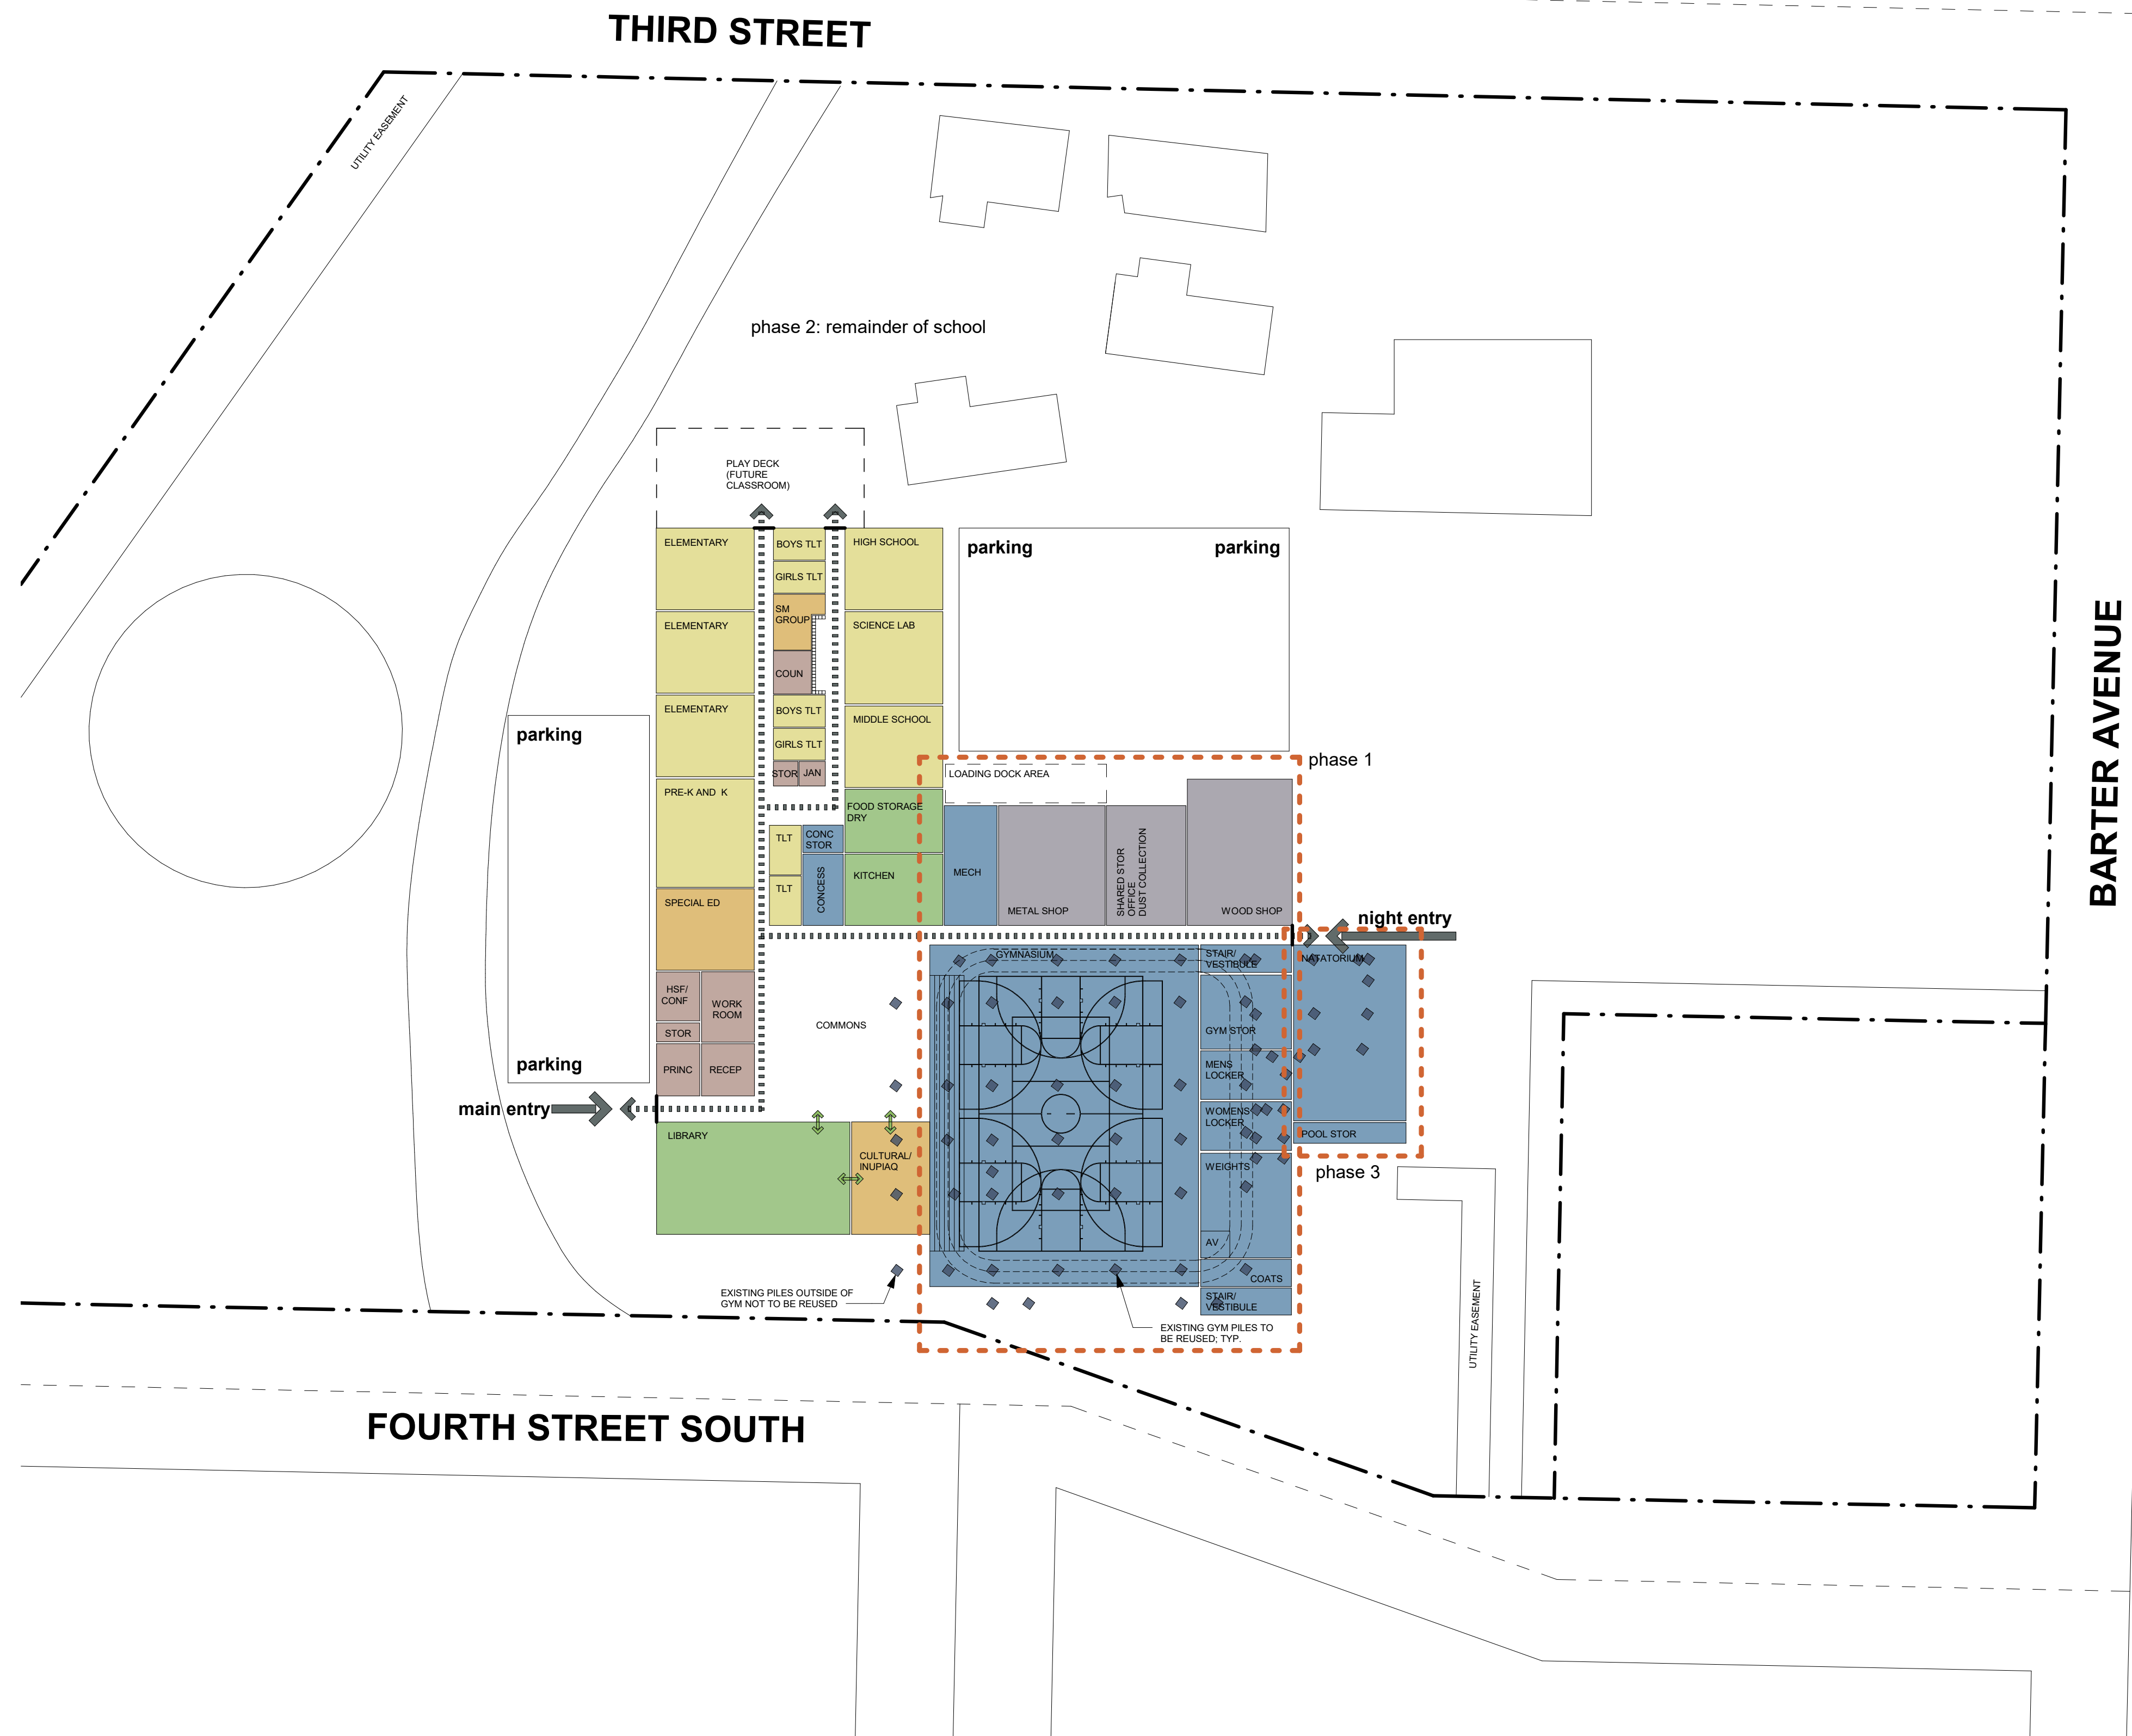 THIRD STREET
UTILITY EASEMENT
phase 2: remainder of school
PLAY DECK
(FUTURE
CLASSROOM)
ELEMENTARY
BOYS TLT
HIGH SCHOOL
parking
parking
GIRLS TLT
SM
GROUP
ELEMENTARY
SCIENCE LAB
COUN
ELEMENTARY
BOYS TLT
MIDDLE SCHOOL
parking
GIRLS TLT
STOR
JAN
phase 1
LOADING DOCK AREA
PRE-K AND K
FOOD STORAGE
DRY
TLT
CONC
STOR
BARTER AVENUE
TLT
CONCESS
KITCHEN
MECH
METAL SHOP
SHARED STOR
OFFICE
DUST COLLECTION
WOOD SHOP
SPECIAL ED
night entry
GYMNASIUM
STAIR/
VESTIBULE
NATATORIUM
HSF/
CONF
WORK
ROOM
STOR
COMMONS
GYM STOR
parking
PRINC
RECEP
MENS
LOCKER
main entry
WOMENS
LOCKER
LIBRARY
POOL STOR
CULTURAL/
INUPIAQ
WEIGHTS
phase 3
AV
COATS
EXISTING PILES OUTSIDE OF
GYM NOT TO BE REUSED
STAIR/
VESTIBULE
EXISTING GYM PILES TO
BE REUSED; TYP.
UTILITY EASEMENT
FOURTH STREET SOUTH